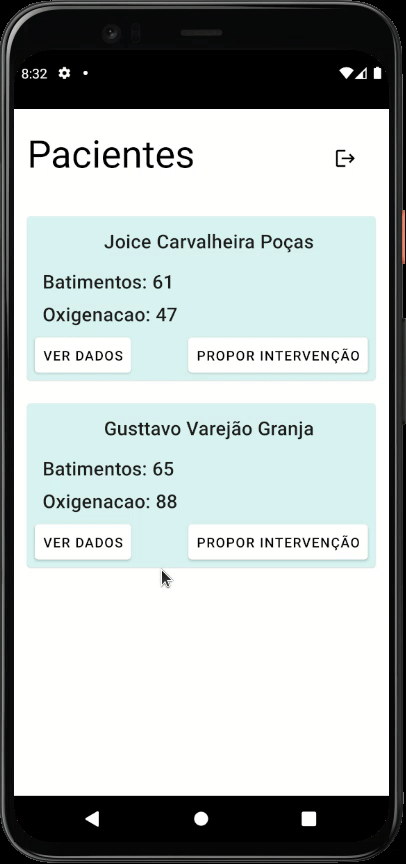 8:32
Pacientes
Joice Carvalheira Poças
Batimentos: 61
Oxigenacao: 47
VER DADOS PROPOR INTERVENÇÃO
Gusttavo Varejão Granja
Batimentos: 65
Oxigenacao: 88
VER DADOS PROPOR INTERVENÇÃO